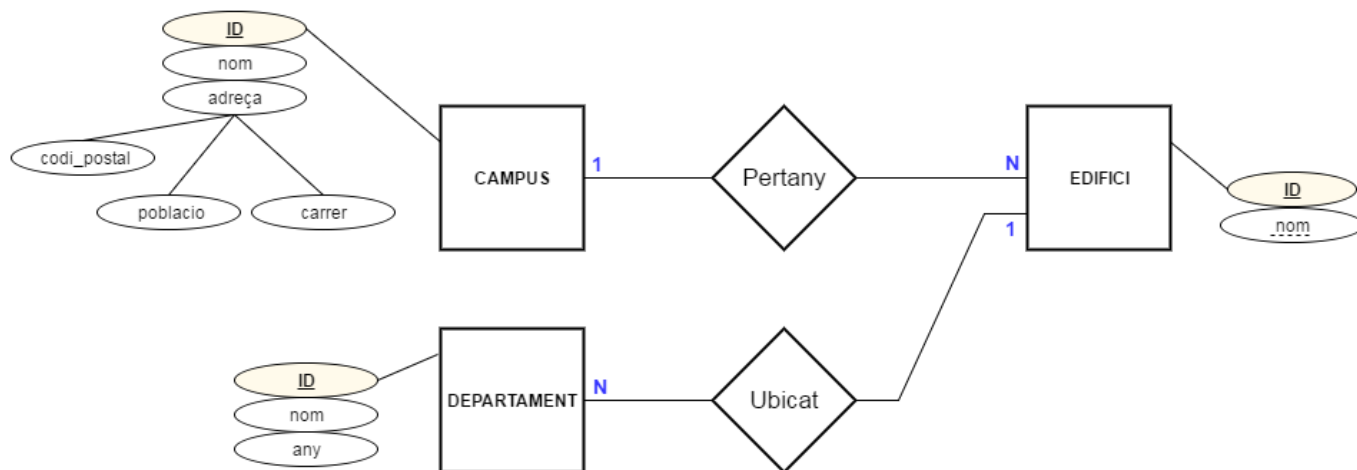 ID
nom
adreça
codi_postal
poblacio
carrer
CAMPUS
1
Pertany
N
EDIFICI
1
ID
nom
ID
nom
any
DEPARTAMENT
N
Ubicat